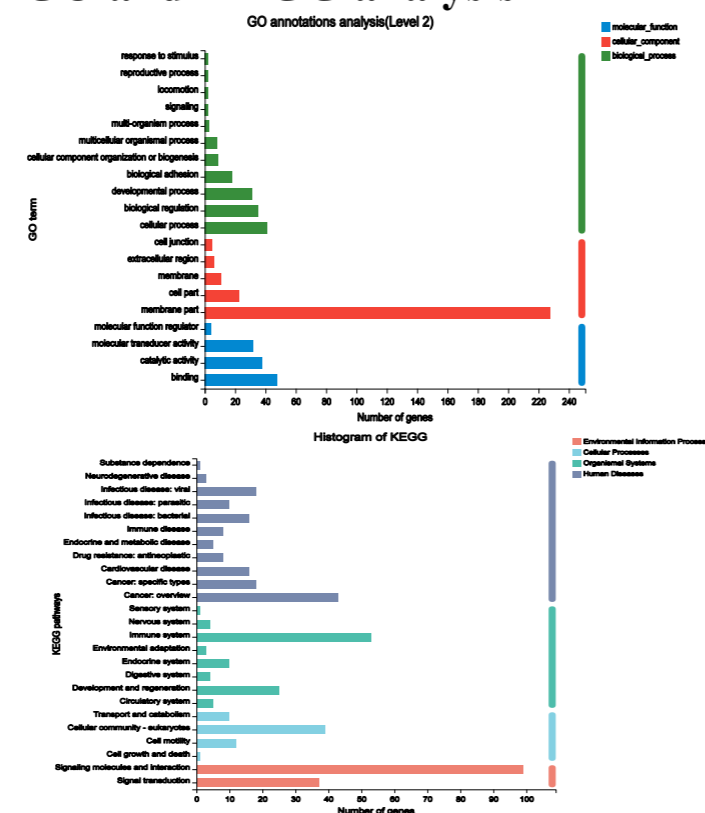 GO annotations analysis(Level 2)
molecular_function
cellular_component
biological_process
response to stimulus
reproductive process
locomotion
signaling
multi-organism process
multicellular organismal process
cellular component organization or biogenesis
biological adhesion
developmental process
biological regulation
cellular process
cell junction
extracellular region
membrane
cell part
membrane part
molecular function regulator
molecular transducer activity
catalytic activity
binding
GO term
0 20 40 60 80 100 120 140 160 180 200 220 240
Number of genes
Histogram of KEGG
Environmental Information Process
Cellular Processes
Organismal Systems
Human Diseases
Substance dependence
Neurodegenerative disease
Infectious disease: viral
Infectious disease: parasitic
Infectious disease: bacterial
Immune disease
Endocrine and metabolic disease
Drug resistance: antineoplastic
Cardiovascular disease
Cancer: specific types
Cancer: overview
Sensory system
Nervous system
Immune system
Environmental adaptation
Endocrine system
Digestive system
Development and regeneration
Circulatory system
Transport and catabolism
Cellular community - eukaryotes
Cell motility
Cell growth and death
Signaling molecules and interaction
Signal transduction
KEGG pathways
0 10 20 30 40 50 60 70 80 90 100
Number of genes